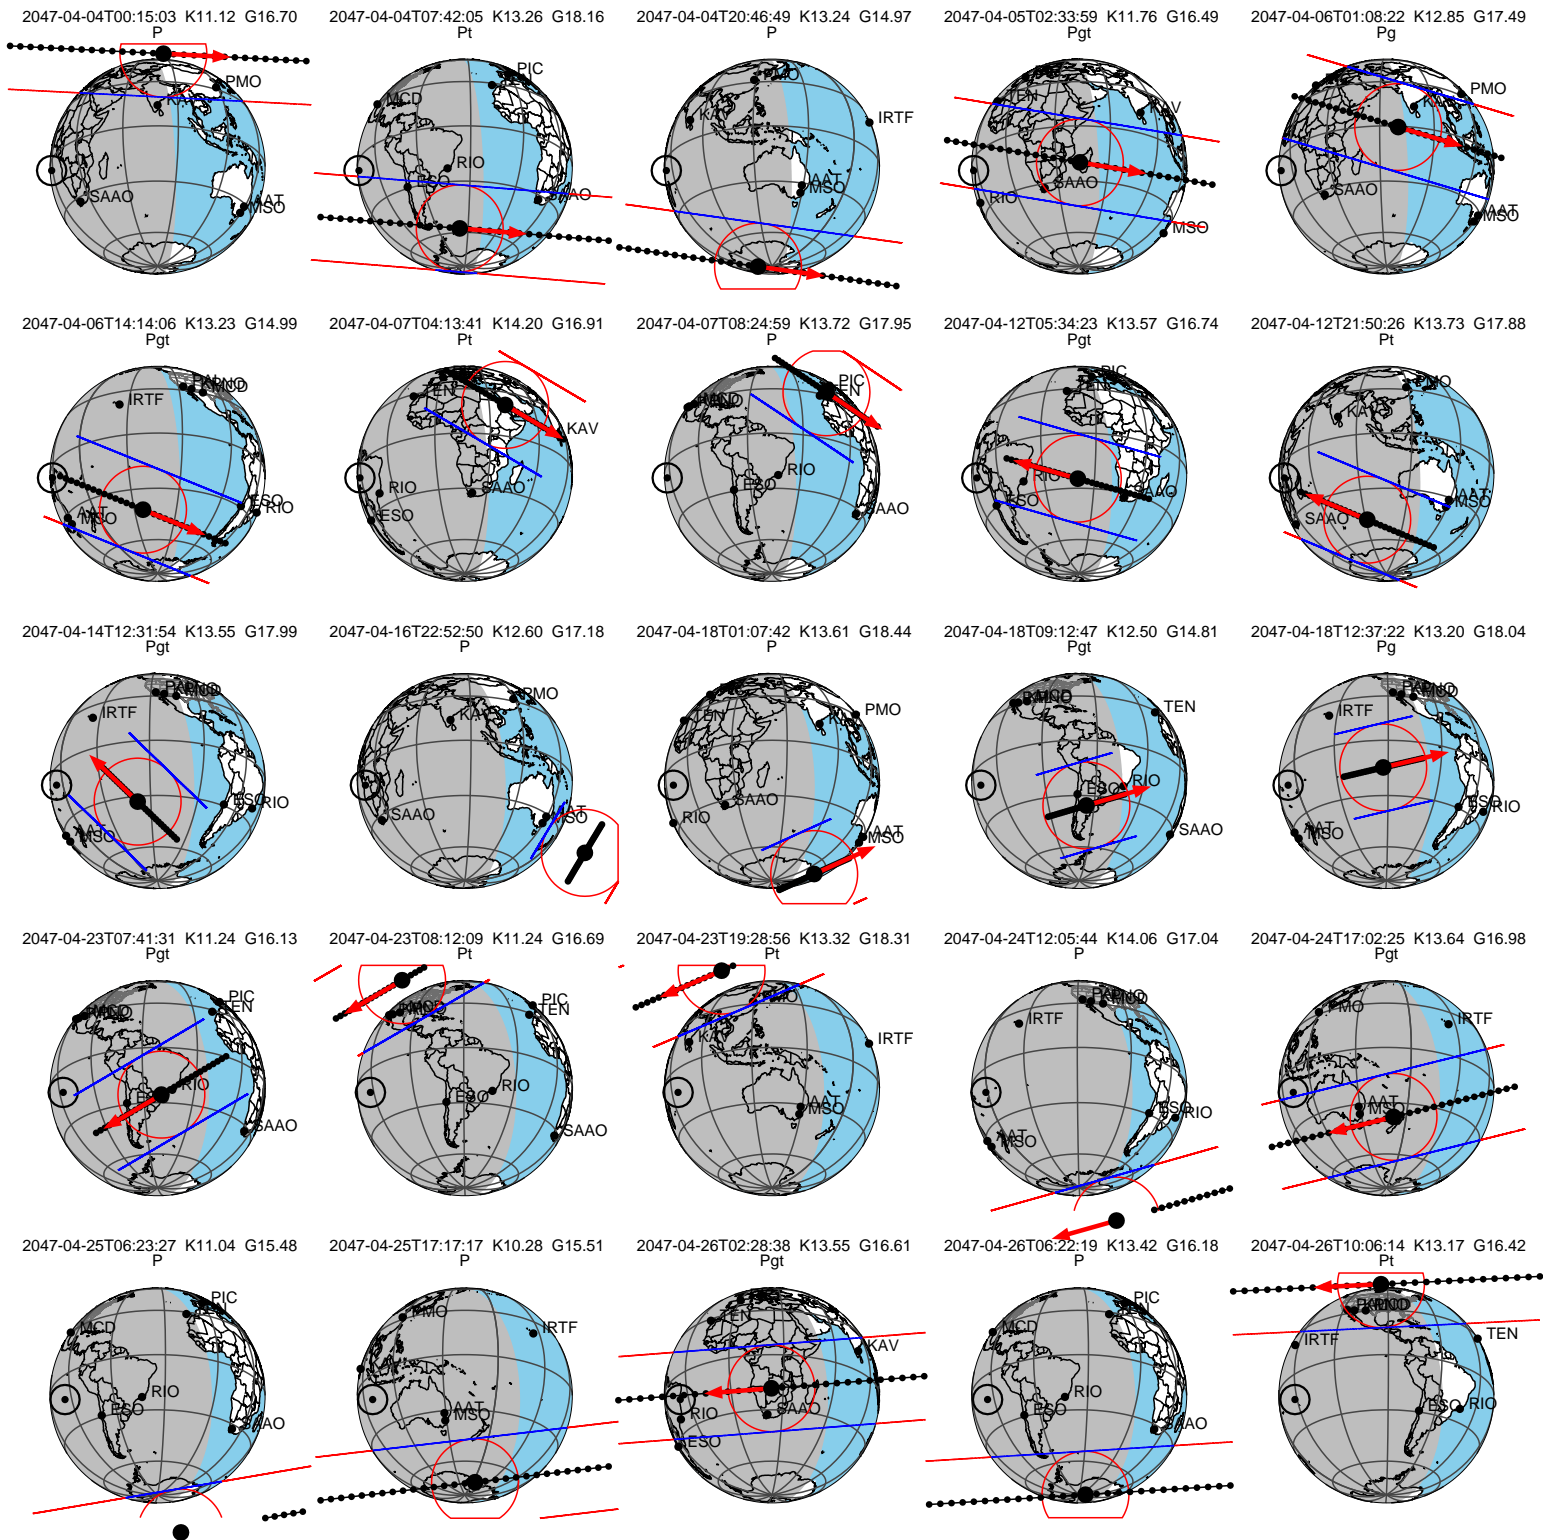 2047-04-04T00:15:03 K11.12 G16.70
P
PMO
KAV
SAAO
AAT
MSO
2047-04-04T07:42:05 K13.26 G18.16
Pt
PIC
MCD
RIO
ESO
SAAO
2047-04-04T20:46:49 K13.24 G14.97
P
PMO
KAV
IRTF
AAT
MSO
2047-04-05T02:33:59 K11.76 G16.49
Pgt
TEN
KAV
SAAO
RIO
MSO
2047-04-06T01:08:22 K12.85 G17.49
Pg
PMO
KAV
SAAO
AAT
MSO
2047-04-06T14:14:06 K13.23 G14.99
Pgt
MCD
IRTF
AAT
MSO
ESO
RIO
2047-04-07T04:13:41 K14.20 G16.91
Pt
TEN
KAV
RIO
SAAO
ESO
2047-04-07T08:24:59 K13.72 G17.95
P
PIC
TEN
RIO
ESO
SAAO
2047-04-12T05:34:23 K13.57 G16.74
Pgt
PIC
TEN
RIO
ESO
SAAO
2047-04-12T21:50:26 K13.73 G17.88
Pt
PMO
KAV
SAAO
AAT
MSO
2047-04-14T12:31:54 K13.55 G17.99
Pgt
IRTF
ESO
RIO
AAT
MSO
2047-04-16T22:52:50 K12.60 G17.18
P
PMO
KAV
SAAO
AAT
MSO
2047-04-18T01:07:42 K13.61 G18.44
P
TEN
PMO
KAV
SAAO
RIO
AAT
MSO
2047-04-18T09:12:47 K12.50 G14.81
Pgt
TEN
RIO
ESO
SAAO
2047-04-18T12:37:22 K13.20 G18.04
Pg
MCD
IRTF
ESO
RIO
AAT
MSO
2047-04-23T07:41:31 K11.24 G16.13
Pgt
PIC
TEN
RIO
ESO
SAAO
2047-04-23T08:12:09 K11.24 G16.69
Pt
MCD
PIC
TEN
RIO
ESO
SAAO
2047-04-23T19:28:56 K13.32 G18.31
Pt
PMO
KAV
IRTF
AAT
MSO
2047-04-24T12:05:44 K14.06 G17.04
P
IRTF
ESO
RIO
AAT
MSO
2047-04-24T17:02:25 K13.64 G16.98
Pgt
PMO
IRTF
AAT
MSO
2047-04-25T06:23:27 K11.04 G15.48
P
PIC
TEN
MCD
RIO
ESO
SAAO
2047-04-25T17:17:17 K10.28 G15.51
P
PMO
IRTF
AAT
MSO
2047-04-26T02:28:38 K13.55 G16.61
Pgt
TEN
KAV
RIO
SAAO
ESO
2047-04-26T06:22:19 K13.42 G16.18
P
PIC
TEN
MCD
RIO
ESO
SAAO
2047-04-26T10:06:14 K13.17 G16.42
Pt
IRTF
TEN
ESO
RIO